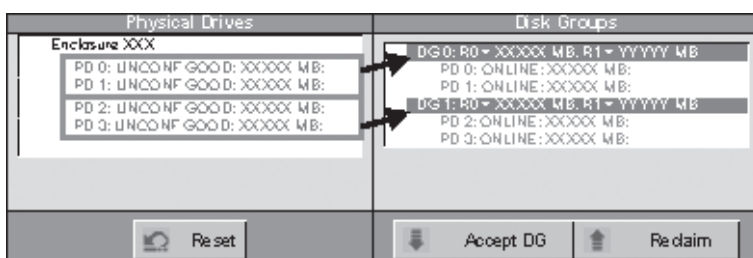 Physical Drives
Enclosure XXX
PD 0: UNCONF GOOD: XXXXX MB:
PD 1: UNCONF GOOD: XXXXX MB:
PD 2: UNCONF GOOD: XXXXX MB:
PD 3: UNCONF GOOD: XXXXX MB:
Reset
Disk Groups
DG 0: R0= XXXXX MB. R1= YYYYY MB
PD 0: ONLINE: XXXXX MB:
PD 1: ONLINE: XXXXX MB:
DG 1: R0= XXXXX MB. R1= YYYYY MB
PD 2: ONLINE: XXXXX MB:
PD 3: ONLINE: XXXXX MB:
Accept DG
Reclaim